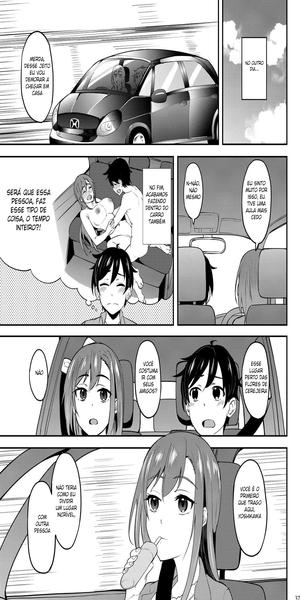 NO OUTRO
DIA...
MERDA,
DESSE JEITO
EU VOU
DEMORAR A
CHEGAR EM
CASA
EU SINTO
MUITO POR
ISSO, EU
TIVE UMA
AULA MAIS
CEDO
N-NÃO,
NÃO
MESMO
NO FIM,
ACABAMOS
FAZENDO
DENTRO DO
CARRO
TAMBÉM
SERÁ QUE ESSA
PESSOA, FAZ
ESSE TIPO DE
COISA, O TEMPO
INTEIRO?!
ESSE
LUGAR
PERTO DAS
FLORES DE
CEREJEIRA
VOCÊ
COSTUMA
IR COM
SEUS
AMIGOS?
NÃO
VOCÊ É O
PRIMEIRO
QUE TRAGO
AQUI,
YOSHIKAWA
NÃO TERIA
COMO EU
DIVIDIR
UM LUGAR
INCRÍVEL,
COM
OUTRA
PESSOA